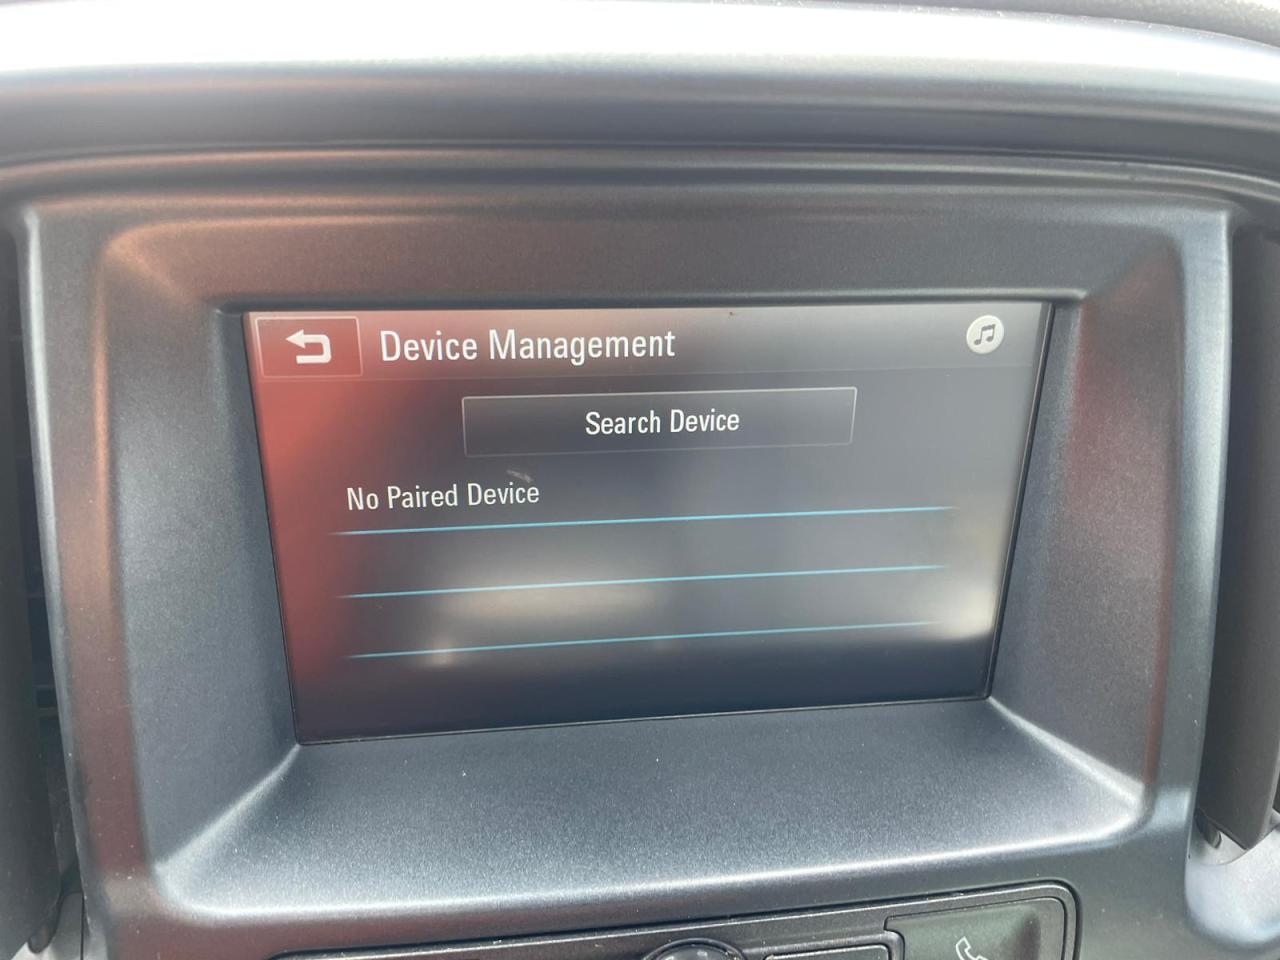 Device Management
Search Device
No Paired Device